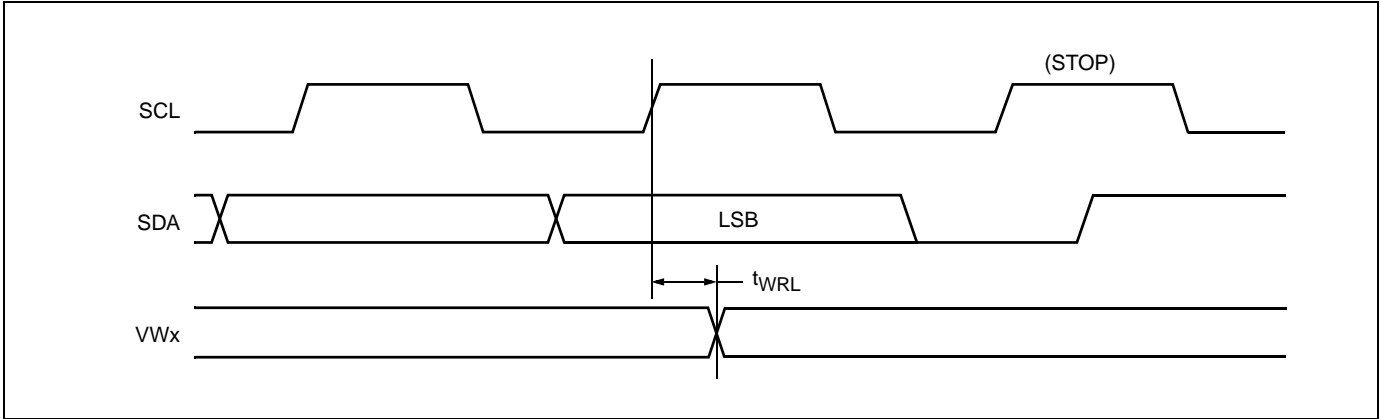 (STOP)
SCL
SDA
LSB
tWRL
VWx